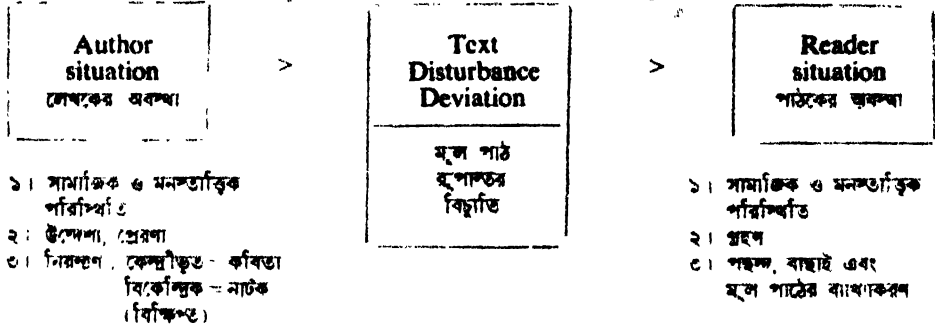 Author
situation
লেখকের অবস্থা
>
Text
Disturbance
Deviation
মূল পাঠ
রূপান্তর
বিচ্যুতি
>
Reader
situation
পাঠকের অবস্থা
১। সামাজিক ও মনস্তাত্ত্বিক
পরিস্থিতি
২। উদ্দেশ্য, প্রেরণা
৩। নিয়ন্ত্রণ, কেন্দ্রীভূত - কবিতা
বিকেন্দ্রিক - নাটক
(বিক্ষিপ্ত)
১। সামাজিক ও মনস্তাত্ত্বিক
পরিস্থিতি
২। গ্রহণ
৩। পছন্দ, বাছাই এবং
মূল পাঠের ব্যাখ্যাকরণ